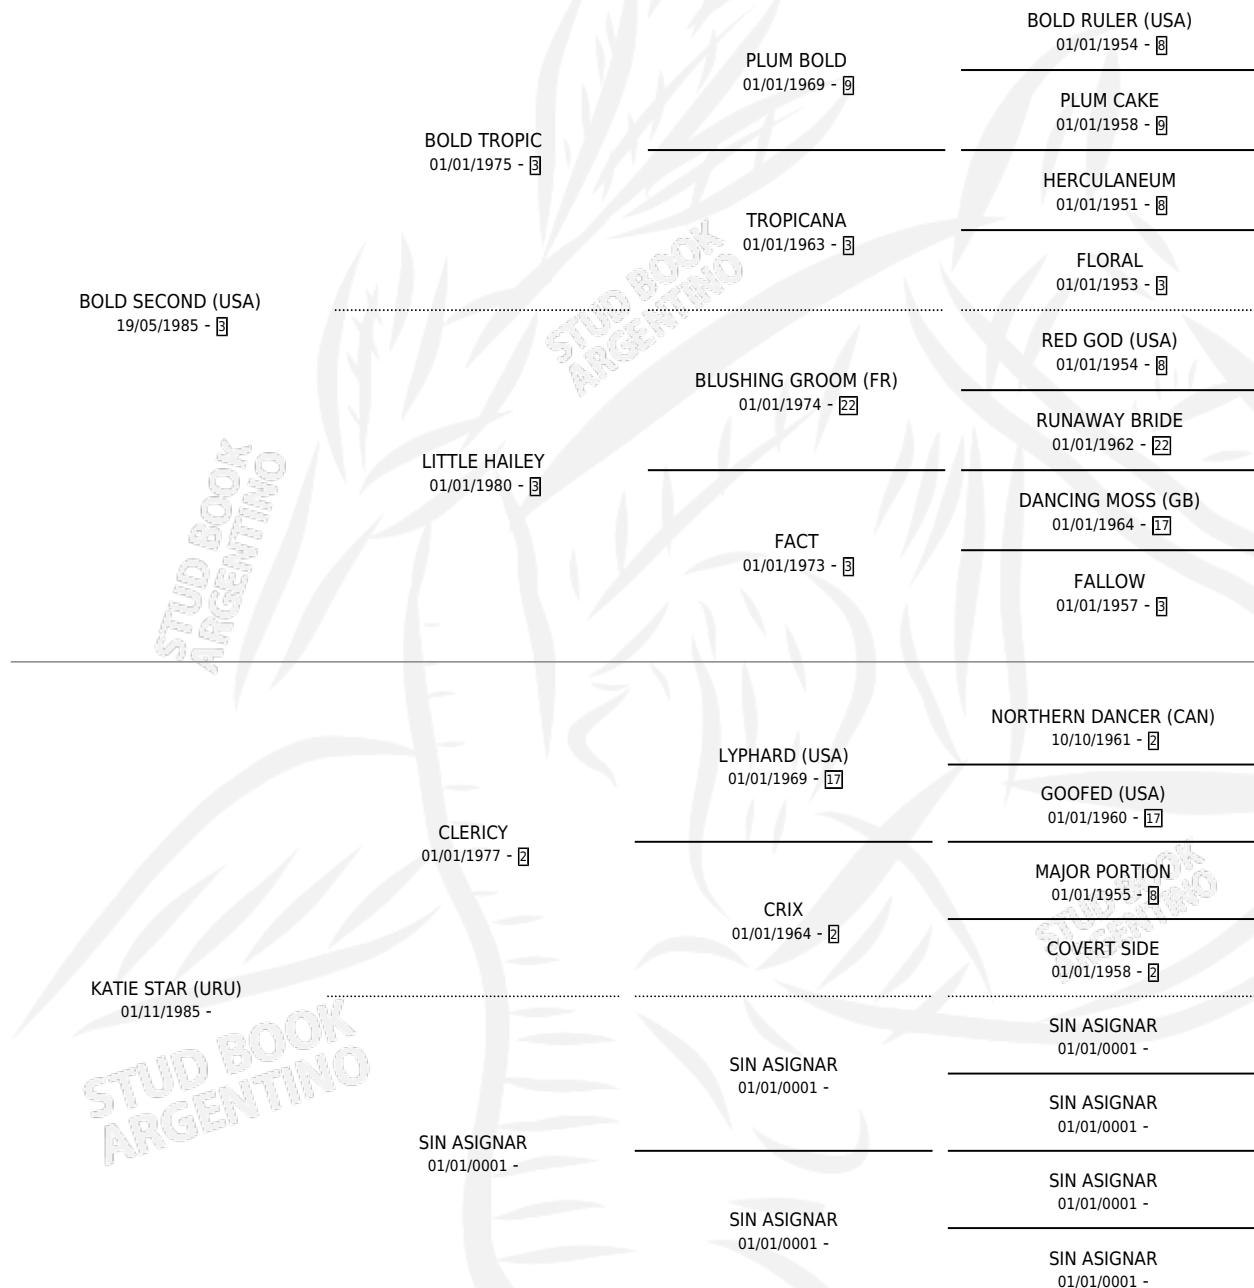 BOLD RULER (USA)
01/01/1954 - 8
PLUM BOLD
01/01/1969 - 9
PLUM CAKE
01/01/1958 - 9
BOLD TROPIC
01/01/1975 - 3
HERCULANEUM
01/01/1951 - 8
TROPICANA
01/01/1963 - 3
FLORAL
01/01/1953 - 3
BOLD SECOND (USA)
19/05/1985 - 3
RED GOD (USA)
01/01/1954 - 8
BLUSHING GROOM (FR)
01/01/1974 - 22
RUNAWAY BRIDE
01/01/1962 - 22
LITTLE HAILEY
01/01/1980 - 3
DANCING MOSS (GB)
01/01/1964 - 17
FACT
01/01/1973 - 3
FALLOW
01/01/1957 - 3
NORTHERN DANCER (CAN)
10/10/1961 - 2
LYPHARD (USA)
01/01/1969 - 17
GOOFED (USA)
01/01/1960 - 17
CLERICY
01/01/1977 - 2
MAJOR PORTION
01/01/1955 - 8
CRIX
01/01/1964 - 2
COVERT SIDE
01/01/1958 - 2
KATIE STAR (URU)
01/11/1985 -
SIN ASIGNAR
01/01/0001 -
SIN ASIGNAR
01/01/0001 -
SIN ASIGNAR
01/01/0001 -
SIN ASIGNAR
01/01/0001 -
SIN ASIGNAR
01/01/0001 -
SIN ASIGNAR
01/01/0001 -
SIN ASIGNAR
01/01/0001 -
STUD BOOK
ARGENTINO
STUD BOOK
ARGENTINO
STUD BOOK
ARGENTINO
STUD BOOK
ARGENTINO